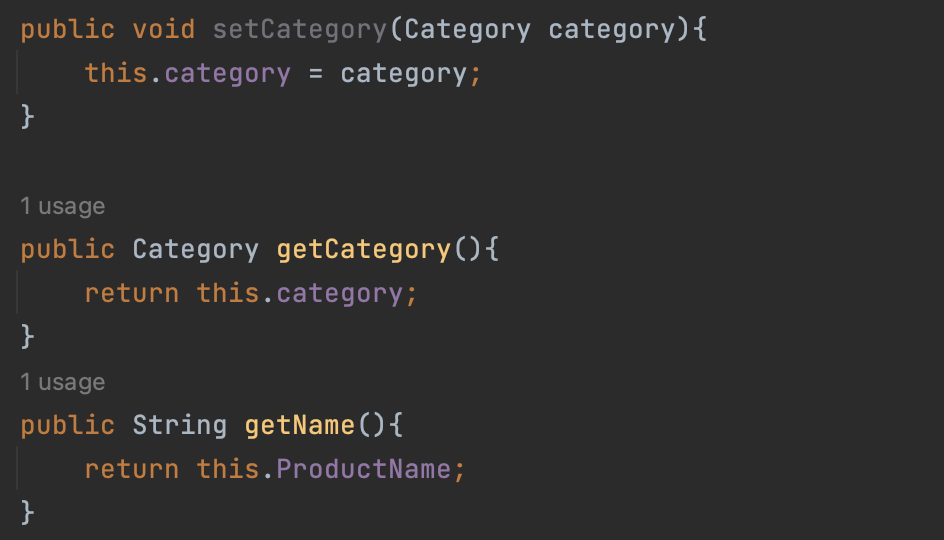 public void setCategory(Category category){
    this.category = category;
}
1 usage
public Category getCategory(){
    return this.category;
}
1 usage
public String getName(){
    return this.ProductName;
}